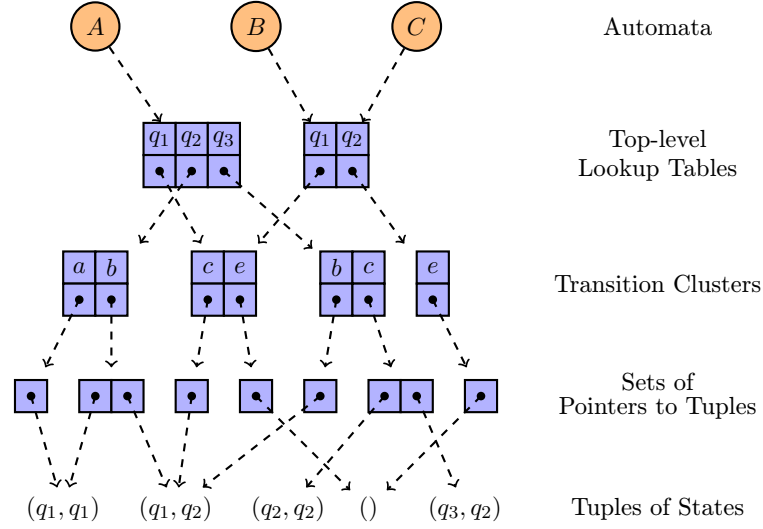 A B C Automata
q₁ q₂ q₃ q₁ q₂ Top-level
Lookup Tables
a b c e b c e Transition Clusters
Sets of
Pointers to Tuples
(q₁, q₁) (q₁, q₂) (q₂, q₂) () (q₃, q₂) Tuples of States